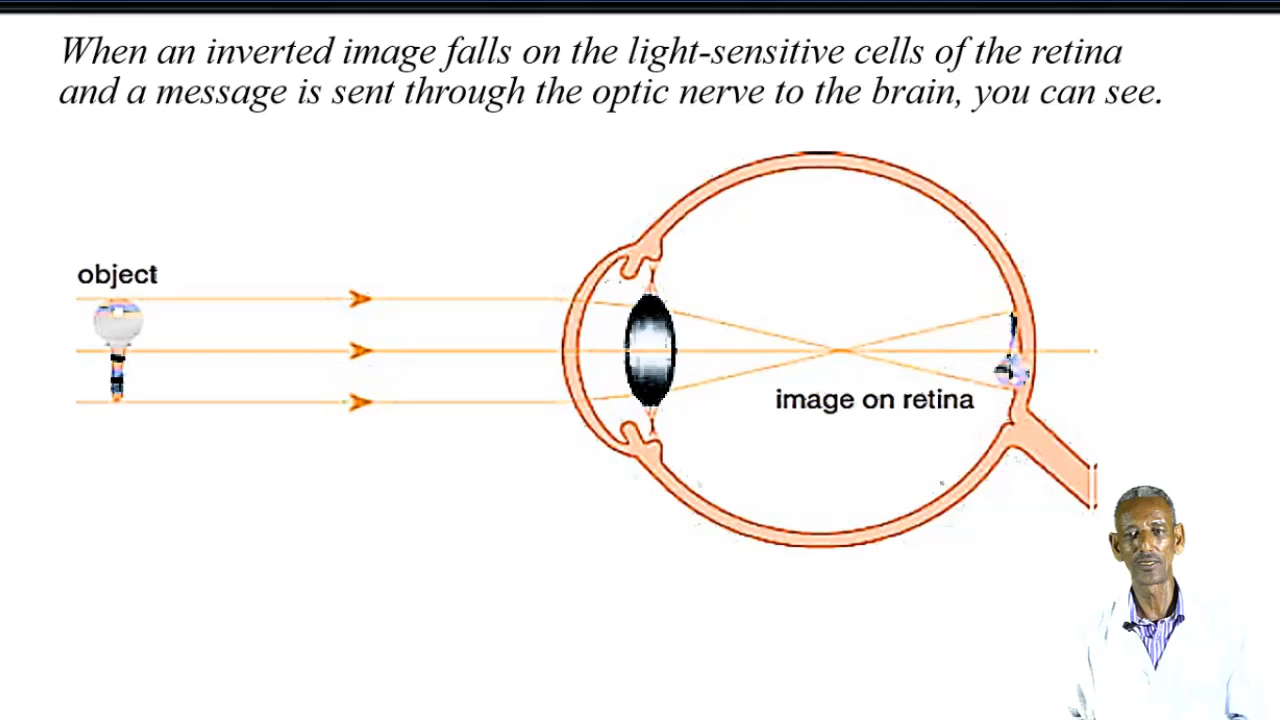 When an inverted image falls on the light-sensitive cells of the retina
and a message is sent through the optic nerve to the brain, you can see.
object
image on retina